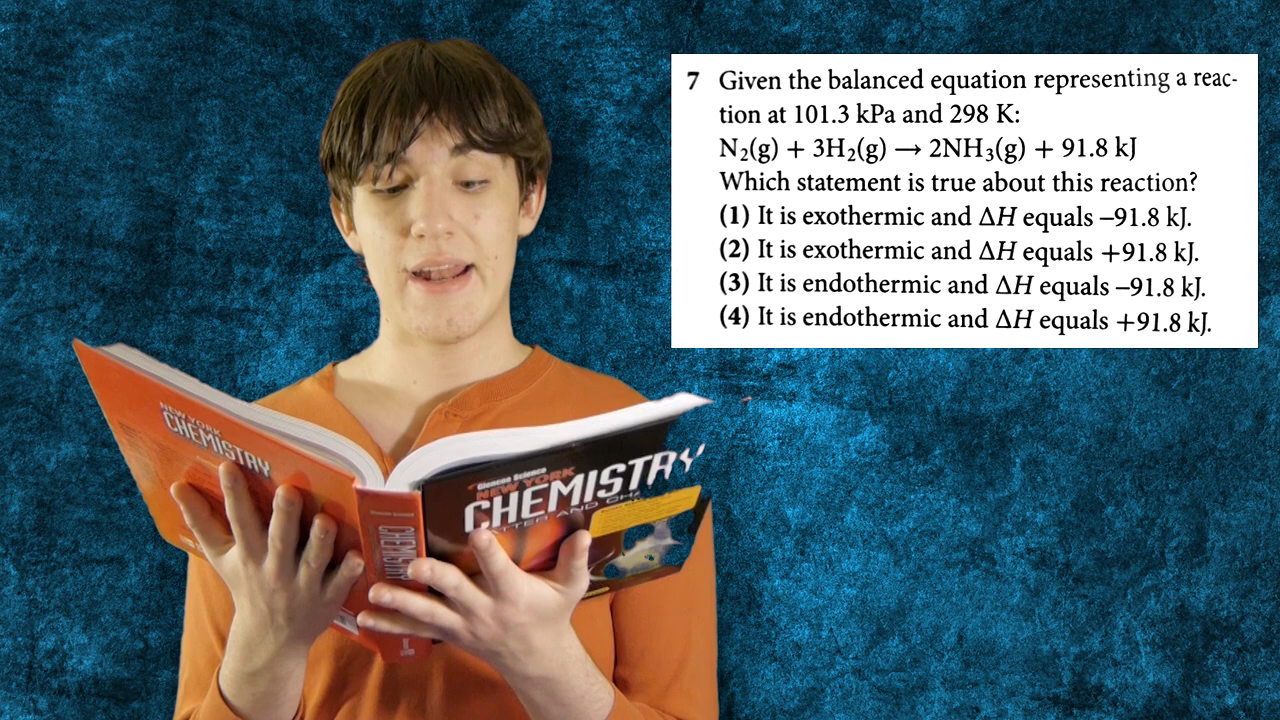 7 Given the balanced equation representing a reac-
tion at 101.3 kPa and 298 K:
N₂(g) + 3H₂(g) → 2NH₃(g) + 91.8 kJ
Which statement is true about this reaction?
(1) It is exothermic and ΔH equals –91.8 kJ.
(2) It is exothermic and ΔH equals +91.8 kJ.
(3) It is endothermic and ΔH equals –91.8 kJ.
(4) It is endothermic and ΔH equals +91.8 kJ.
NEW YORK
CHEMISTRY
Glencoe Science
NEW YORK
CHEMISTRY
MATTER AND
CHEMISTRY